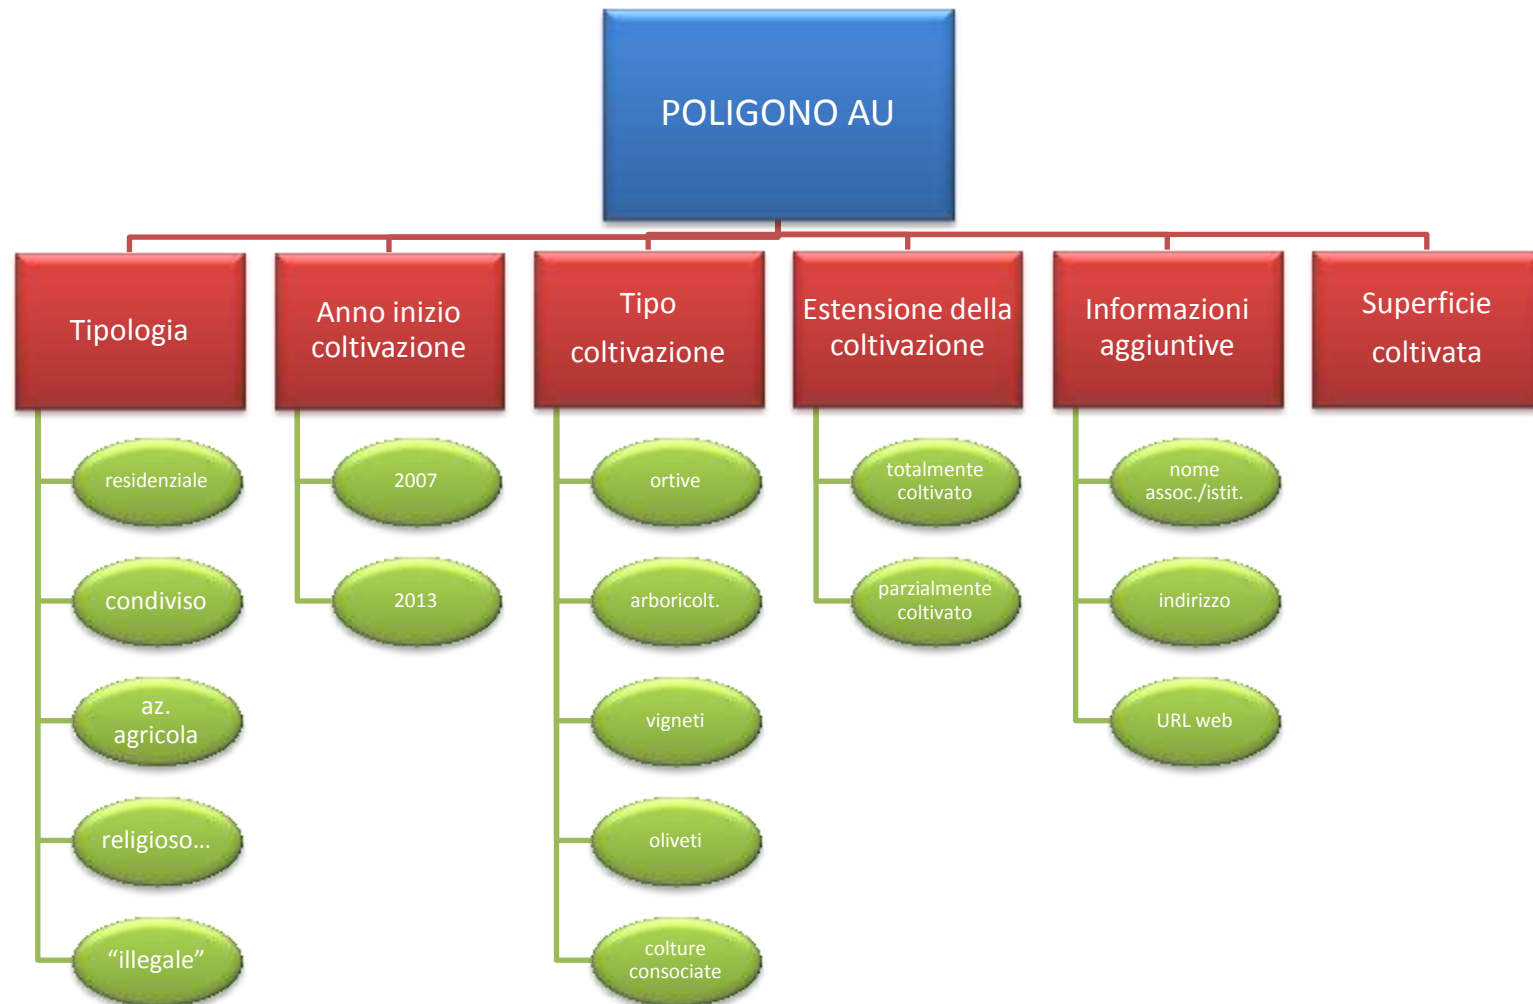 POLIGONO AU
Tipologia
Anno inizio
coltivazione
Tipo
coltivazione
Estensione della
coltivazione
Informazioni
aggiuntive
Superficie
coltivata
residenziale
condiviso
az.
agricola
religioso...
“illegale”
2007
2013
ortive
arboricolt.
vigneti
oliveti
colture
consociate
totalmente
coltivato
parzialmente
coltivato
nome
assoc./istit.
indirizzo
URL web